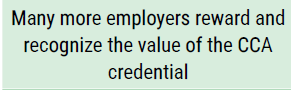 Many more employers reward and
recognize the value of the CCA
credential